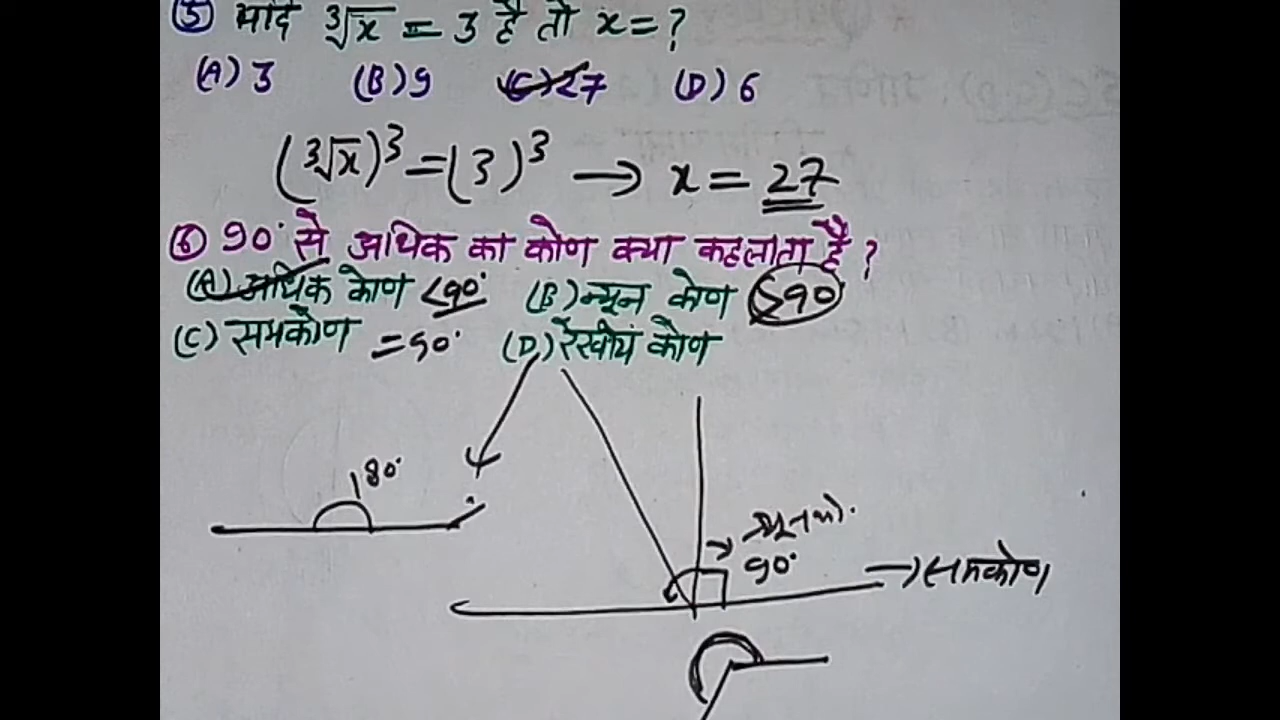 ⑤ यदि ∛x = 3 है तो x = ?
(A) 3 (B) 9 (C) 27 (D) 6
(∛x)³ = (3)³ → x = 27
⑥ 90° से अधिक का कोण क्या कहलाता है ?
(A) अधिक कोण <90° (B) न्यून कोण >90
(C) समकोण = 90° (D) रेखीय कोण
180°
90°
→ समकोण